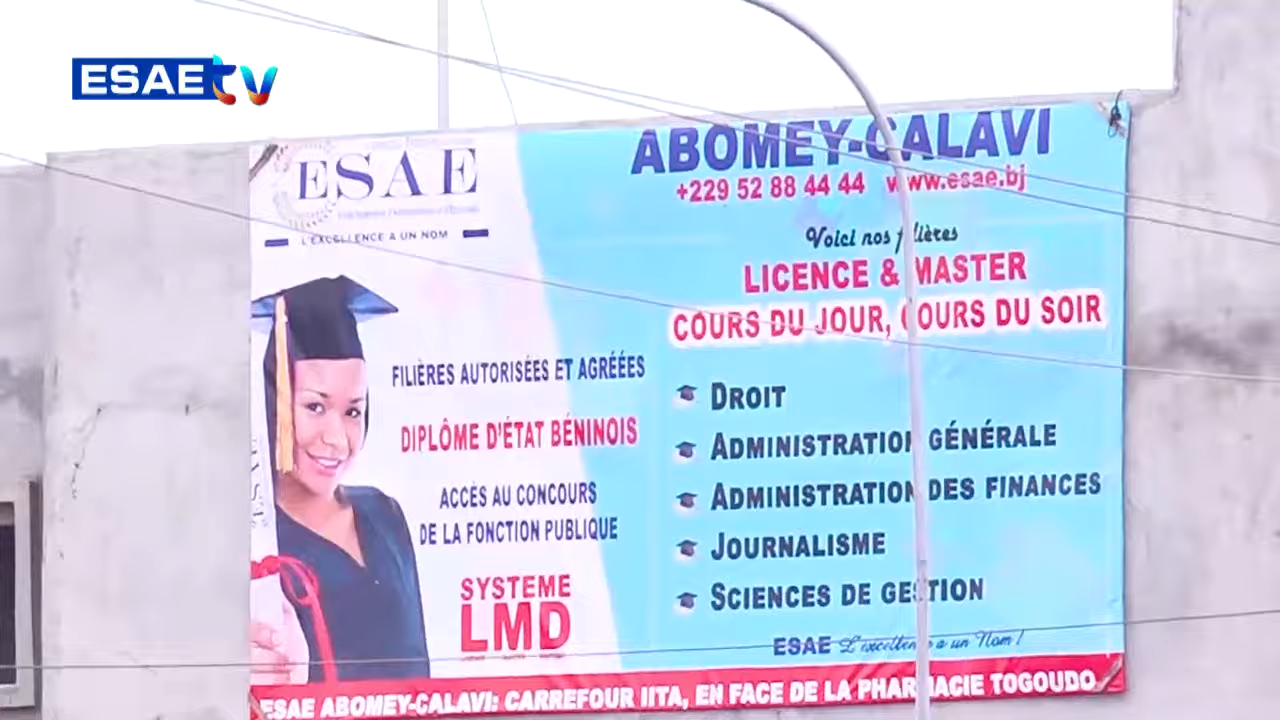 ESAE tv
ESAE
L'EXCELLENCE A UN NOM
ABOMEY-CALAVI
+229 52 88 44 44 www.esae.bj
Voici nos filières
LICENCE & MASTER
COURS DU JOUR, COURS DU SOIR
FILIÈRES AUTORISÉES ET AGRÉÉES
DIPLÔME D'ÉTAT BÉNINOIS
ACCÈS AU CONCOURS
DE LA FONCTION PUBLIQUE
SYSTEME
LMD
DROIT
ADMINISTRATION GÉNÉRALE
ADMINISTRATION DES FINANCES
JOURNALISME
SCIENCES DE GESTION
ESAE L'excellence a un Nom !
ESAE ABOMEY-CALAVI: CARREFOUR IITA, EN FACE DE LA PHARMACIE TOGOUDO